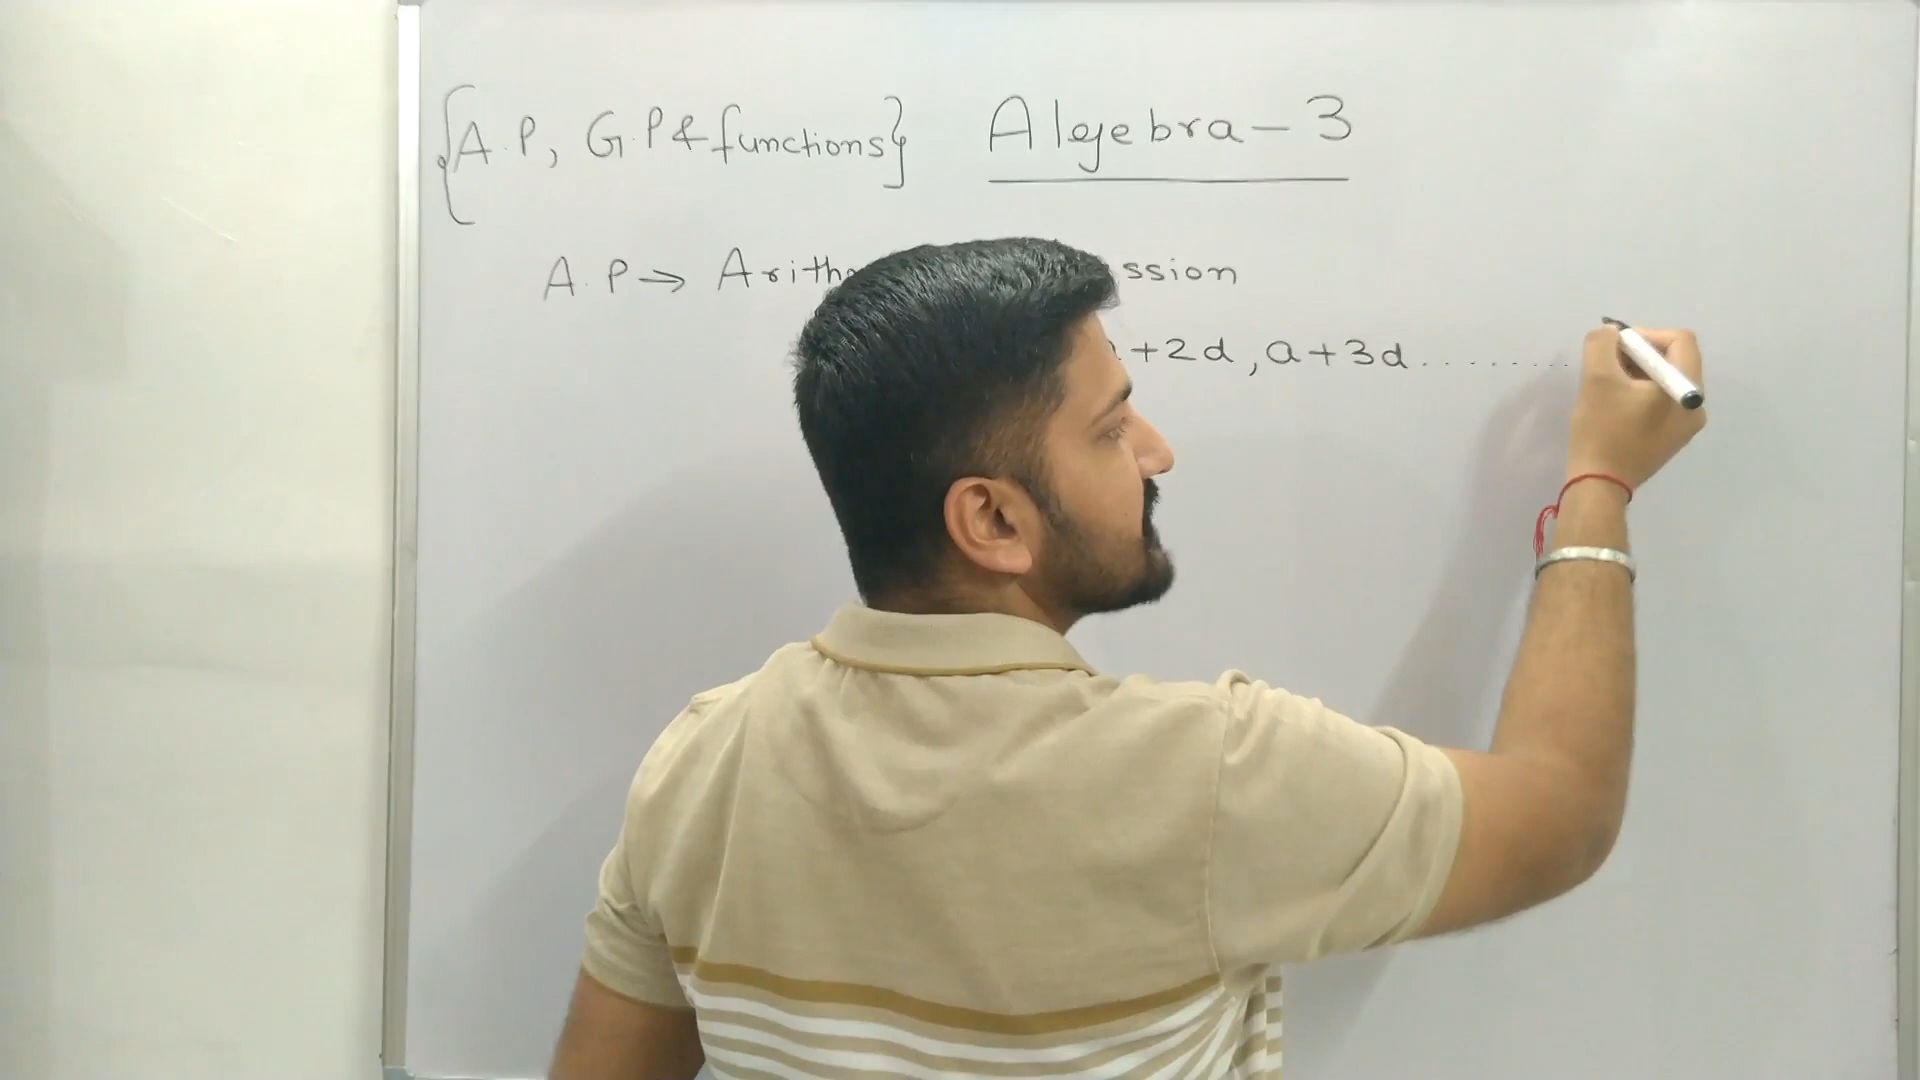 {A.P, G.P & functions} Algebra-3
A.P → Arith ssion
+2d, a+3d........